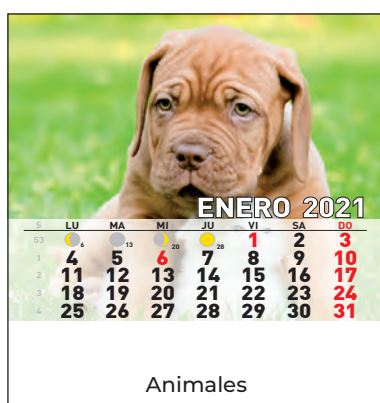 ENERO 2021
S LU MA MI JU VI SA DO
53 6 13 20 28 1 2 3
1 4 5 6 7 8 9 10
2 11 12 13 14 15 16 17
3 18 19 20 21 22 23 24
4 25 26 27 28 29 30 31
Animales